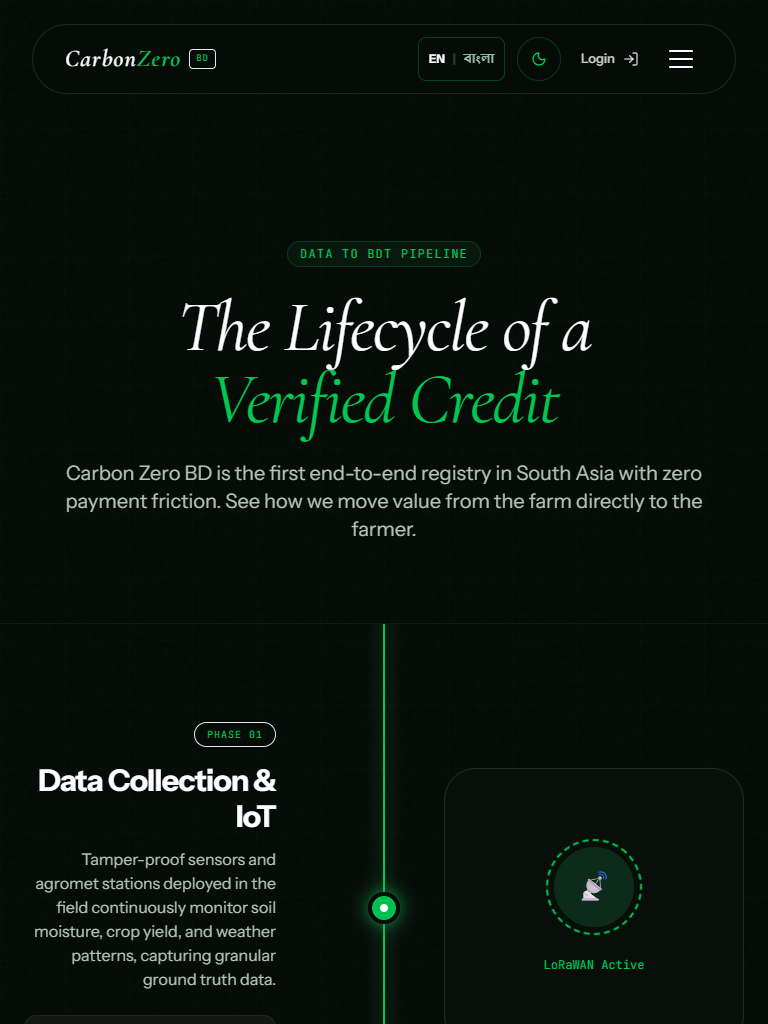 CarbonZero BD
EN | বাংলা
Login
DATA TO BDT PIPELINE
The Lifecycle of a
Verified Credit
Carbon Zero BD is the first end-to-end registry in South Asia with zero
payment friction. See how we move value from the farm directly to the
farmer.
PHASE 01
Data Collection &
IoT
Tamper-proof sensors and
agromet stations deployed in the
field continuously monitor soil
moisture, crop yield, and weather
patterns, capturing granular
ground truth data.
LoRaWAN Active